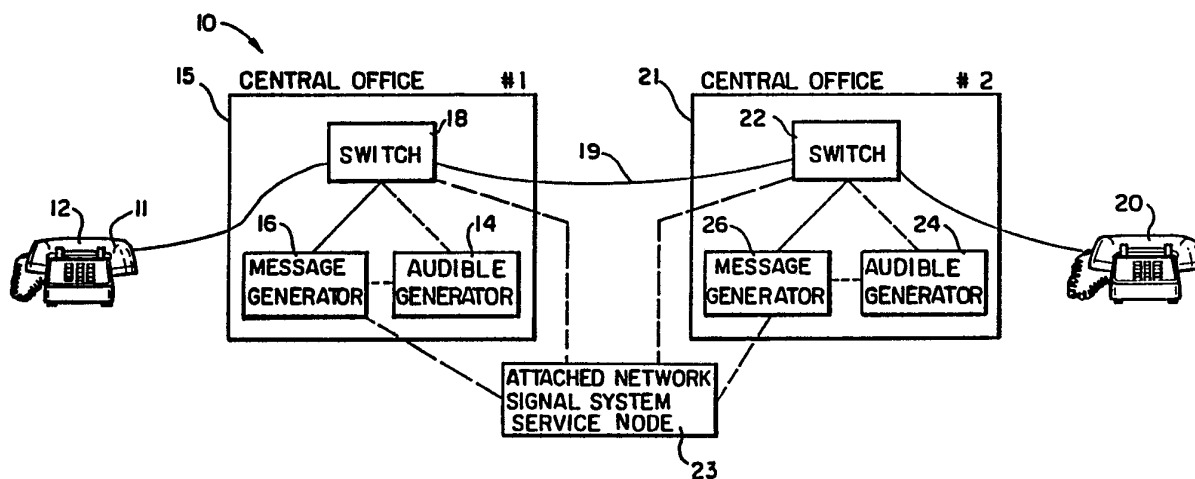 10
15
CENTRAL OFFICE #1
21
CENTRAL OFFICE # 2
18
SWITCH
19
22
SWITCH
12
11
16
MESSAGE
GENERATOR
14
AUDIBLE
GENERATOR
26
MESSAGE
GENERATOR
24
AUDIBLE
GENERATOR
20
ATTACHED NETWORK
SIGNAL SYSTEM
SERVICE NODE
23